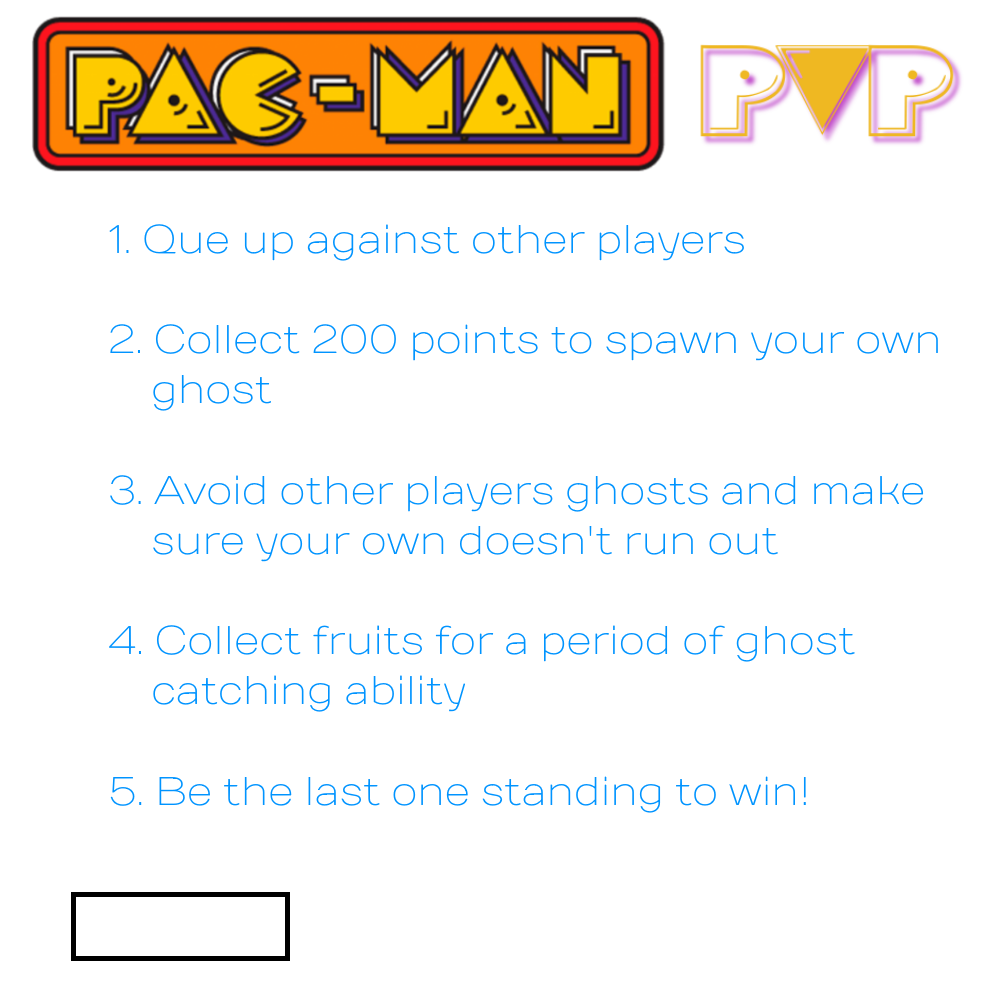 PAC-MAN PVP
1. Que up against other players
2. Collect 200 points to spawn your own
ghost
3. Avoid other players ghosts and make
sure your own doesn't run out
4. Collect fruits for a period of ghost
catching ability
5. Be the last one standing to win!